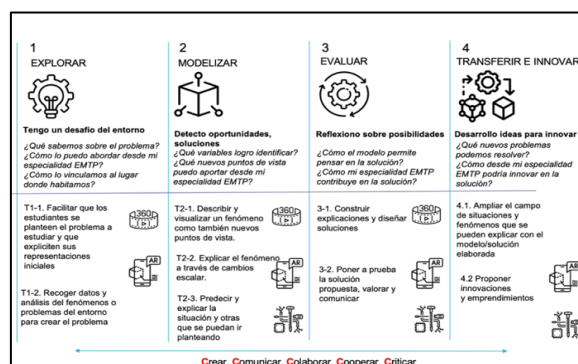 1
EXPLORAR
Tengo un desafío del entorno
¿Qué sabemos sobre el problema?
¿Cómo lo puedo abordar desde mi
especialidad EMTP?
¿Cómo lo vinculamos al lugar
donde habitamos?
T1-1. Facilitar que los
estudiantes se
planteen el problema a
estudiar y que
expliciten sus
representaciones
iniciales
T1-2. Recoger datos y
análisis del fenómenos o
problemas del entorno
para crear el problema
2
MODELIZAR
Detecto oportunidades,
soluciones
¿Qué variables logro identificar?
¿Qué nuevos puntos de vista
puedo aportar desde mi
especialidad EMTP?
T2-1. Describir y
visualizar un fenómeno
como también nuevos
puntos de vista.
T2-2. Explicar el fenómeno
a través de cambios
escalar.
T2-3. Predecir y
explicar la
situación y otras
que se puedan ir
planteando
3
EVALUAR
Reflexiono sobre posibilidades
¿Cómo el modelo permite
pensar en la solución?
¿Cómo mi especialidad EMTP
contribuye en la solución?
3-1. Construir
explicaciones y diseñar
soluciones
3-2. Poner a prueba
la solución
propuesta, valorar y
comunicar
4
TRANSFERIR E INNOVAR
Desarrollo ideas para innovar
¿Qué nuevos problemas
podemos resolver?
¿Cómo desde mi especialidad
EMTP podría innovar en la
solución?
4.1. Ampliar el campo
de situaciones y
fenómenos que se
pueden explicar con el
modelo/solución
elaborada
4.2 Proponer
innovaciones
y emprendimientos
360
AR
360
AR
360
AR
Crear, Comunicar, Colaborar, Cooperar, Criticar